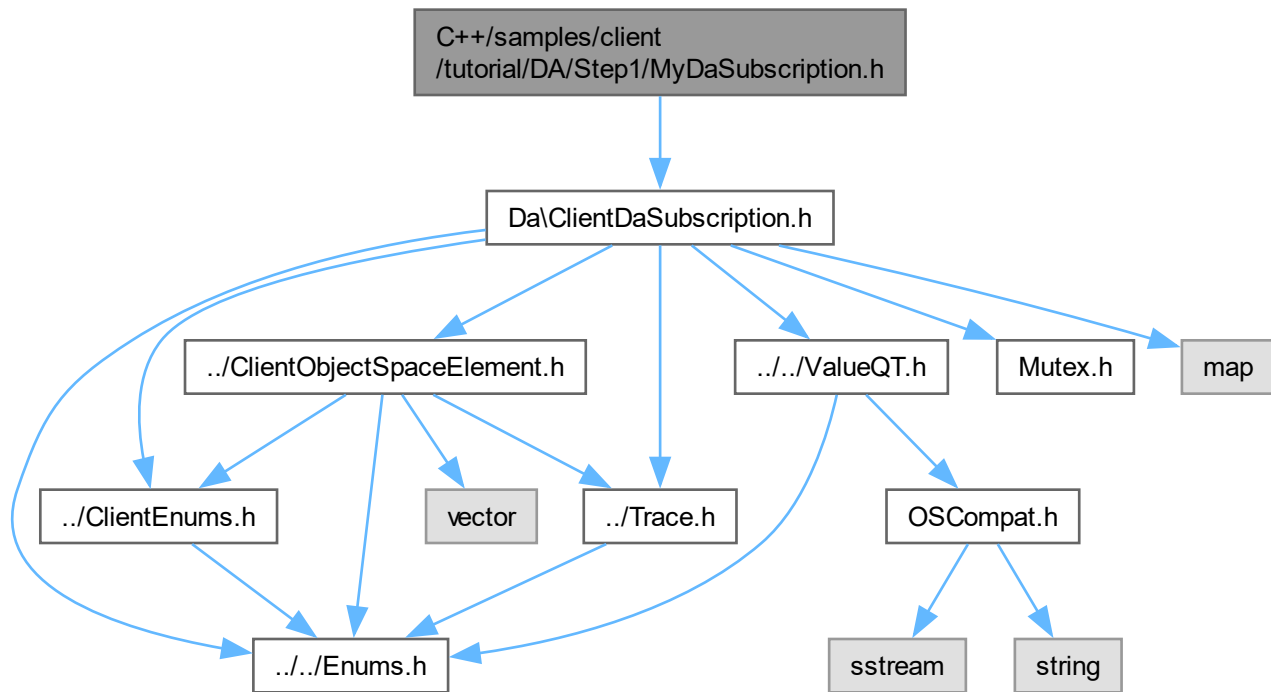 C++/samples/client
/tutorial/DA/Step1/MyDaSubscription.h
Da\ClientDaSubscription.h
../ClientObjectSpaceElement.h
../../ValueQT.h
Mutex.h
map
../ClientEnums.h
vector
../Trace.h
OSCompat.h
../../Enums.h
sstream
string